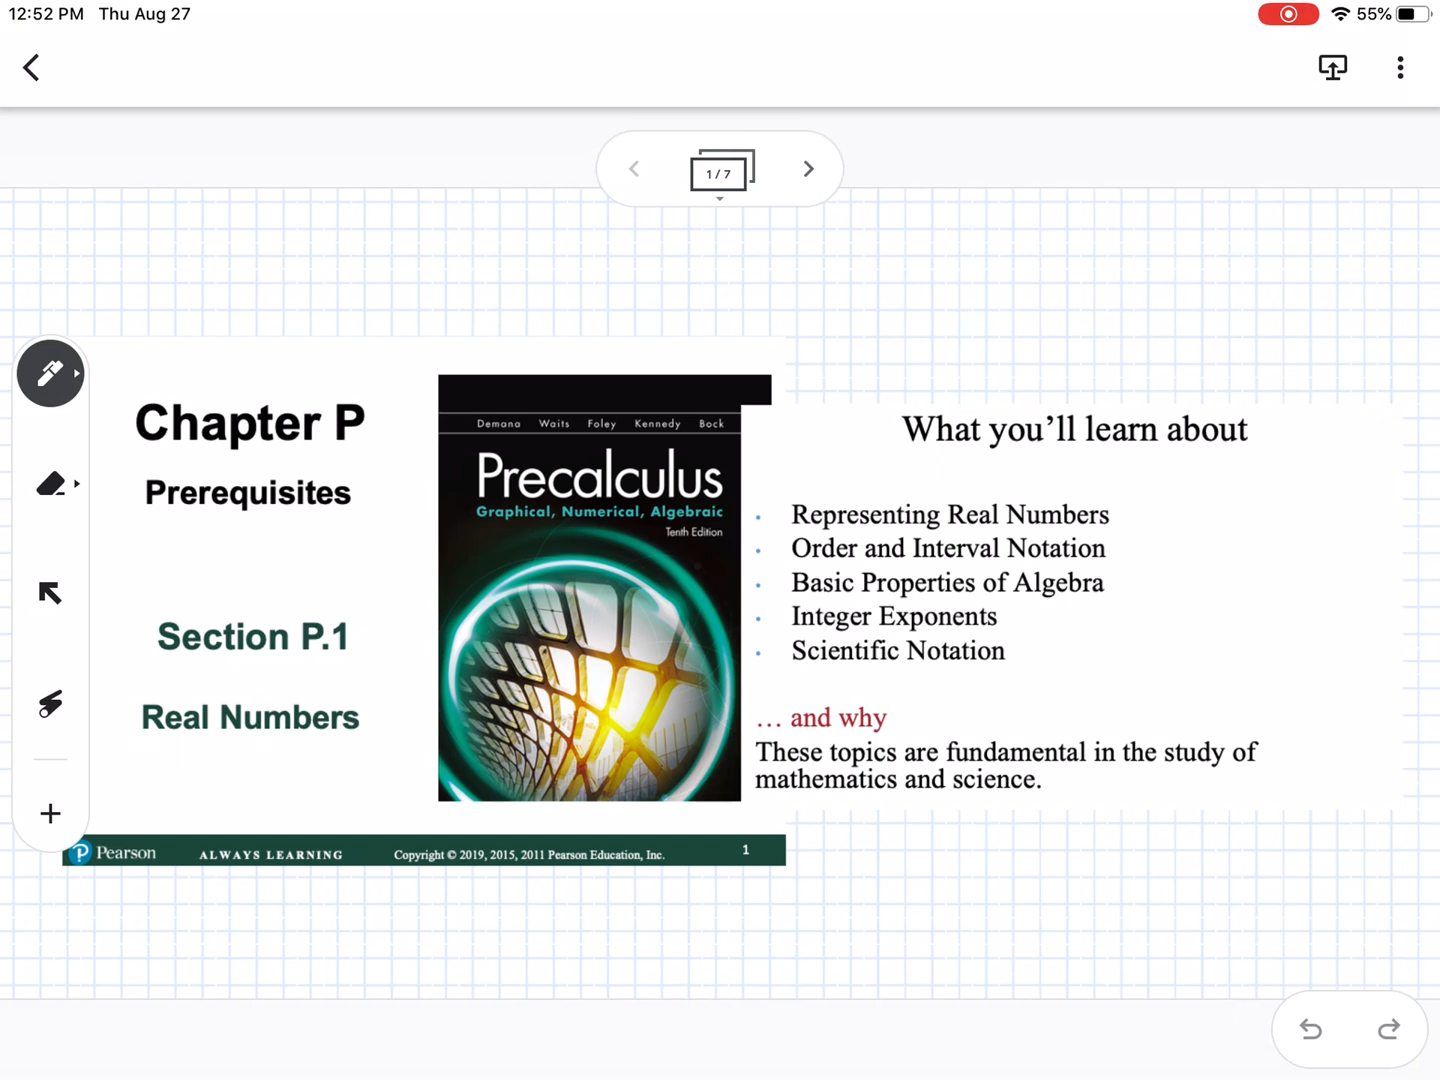 12:52 PM Thu Aug 27
55%
1 / 7
Chapter P
Prerequisites
Section P.1
Real Numbers
Demana Waits Foley Kennedy Bock
Precalculus
Graphical, Numerical, Algebraic
Tenth Edition
What you'll learn about
• Representing Real Numbers
• Order and Interval Notation
• Basic Properties of Algebra
• Integer Exponents
• Scientific Notation
… and why
These topics are fundamental in the study of
mathematics and science.
P Pearson ALWAYS LEARNING Copyright © 2019, 2015, 2011 Pearson Education, Inc. 1